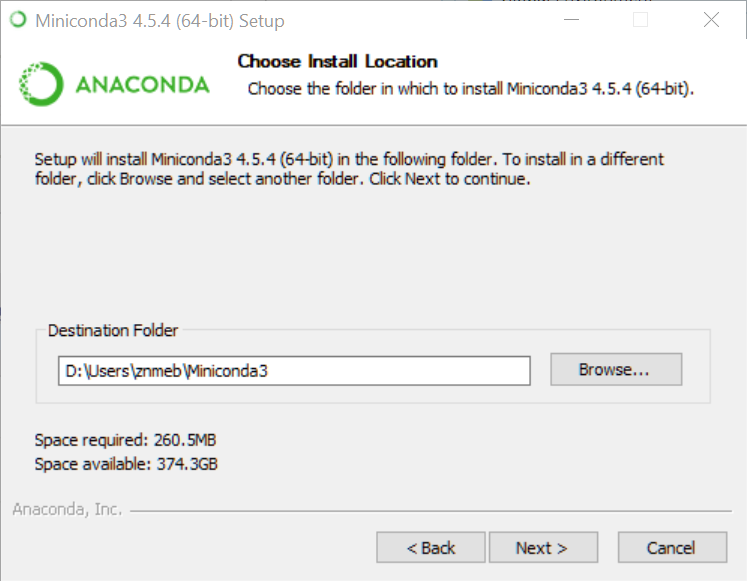 Miniconda3 4.5.4 (64-bit) Setup
ANACONDA
Choose Install Location
Choose the folder in which to install Miniconda3 4.5.4 (64-bit).
Setup will install Miniconda3 4.5.4 (64-bit) in the following folder. To install in a different
folder, click Browse and select another folder. Click Next to continue.
Destination Folder
D:\Users\znmeb\Miniconda3
Browse...
Space required: 260.5MB
Space available: 374.3GB
Anaconda, Inc.
< Back
Next >
Cancel